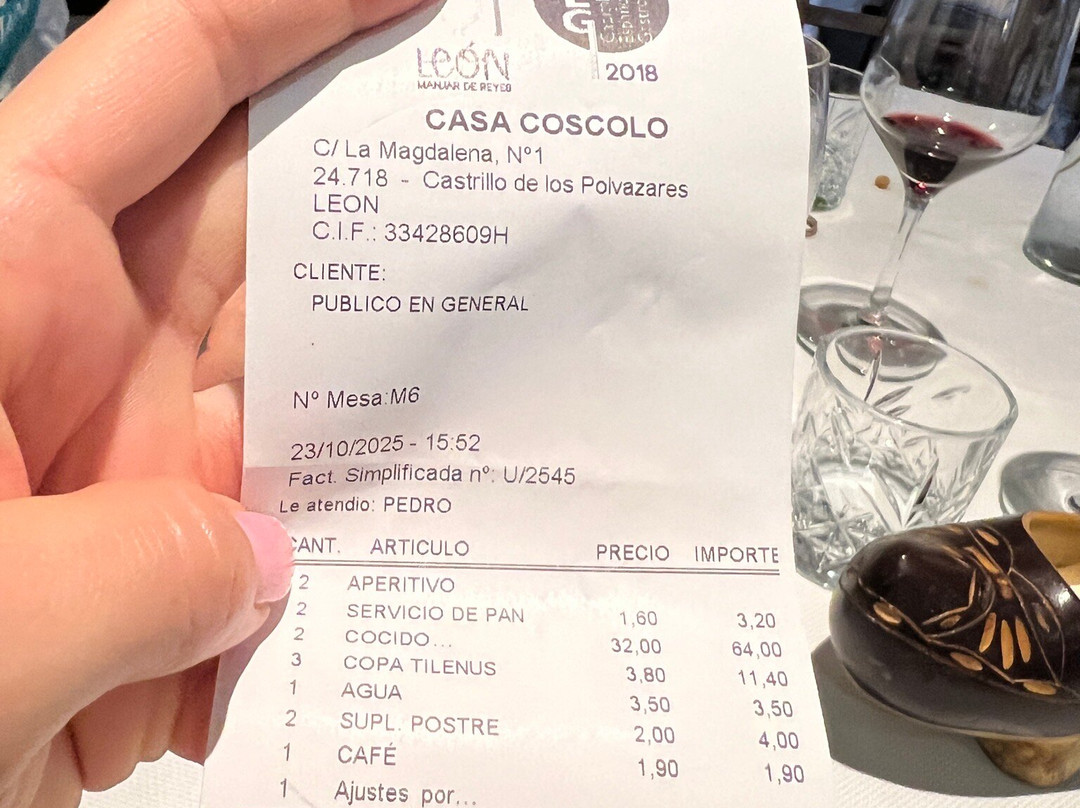 LEÓN
MANJAR DE REYES
2018
CASA COSCOLO
C/ La Magdalena, Nº1
24.718 - Castrillo de los Polvazares
LEON
C.I.F.: 33428609H
CLIENTE:
PUBLICO EN GENERAL
Nº Mesa:M6
23/10/2025 - 15:52
Fact. Simplificada nº: U/2545
Le atendio: PEDRO
CANT. ARTICULO PRECIO IMPORTE
2 APERITIVO
2 SERVICIO DE PAN 1,60 3,20
2 COCIDO... 32,00 64,00
3 COPA TILENUS 3,80 11,40
1 AGUA 3,50 3,50
2 SUPL. POSTRE 2,00 4,00
1 CAFÉ 1,90 1,90
1 Ajustes por...